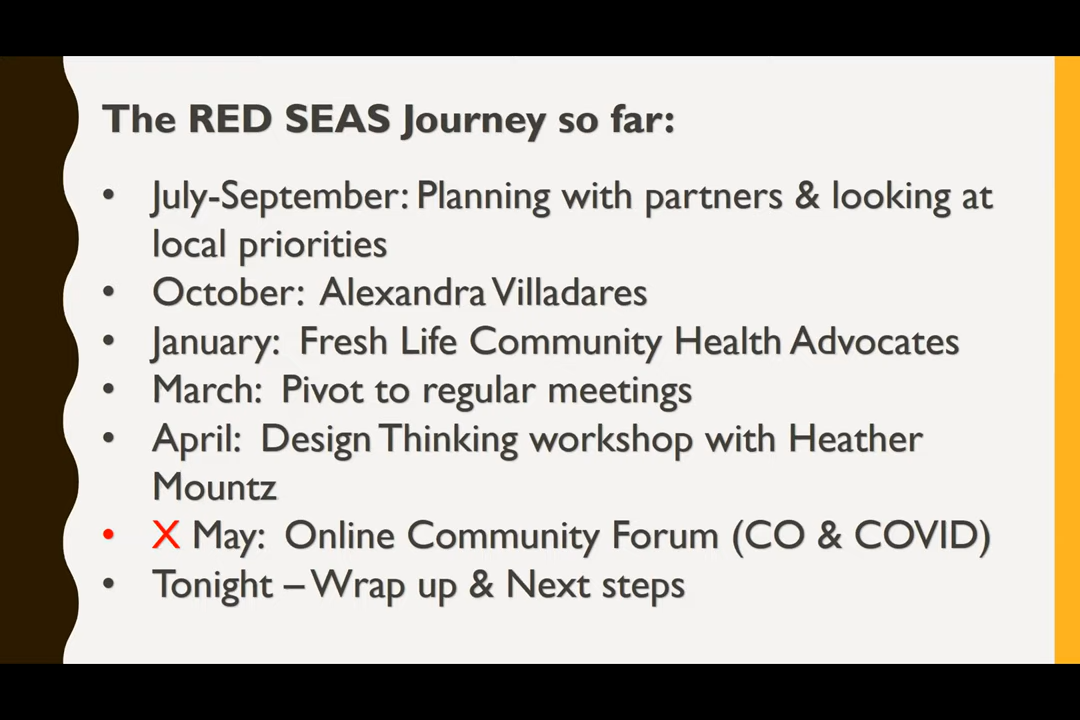 The RED SEAS Journey so far:
• July-September: Planning with partners & looking at
local priorities
• October: Alexandra Villadares
• January: Fresh Life Community Health Advocates
• March: Pivot to regular meetings
• April: Design Thinking workshop with Heather
Mountz
• X May: Online Community Forum (CO & COVID)
• Tonight – Wrap up & Next steps